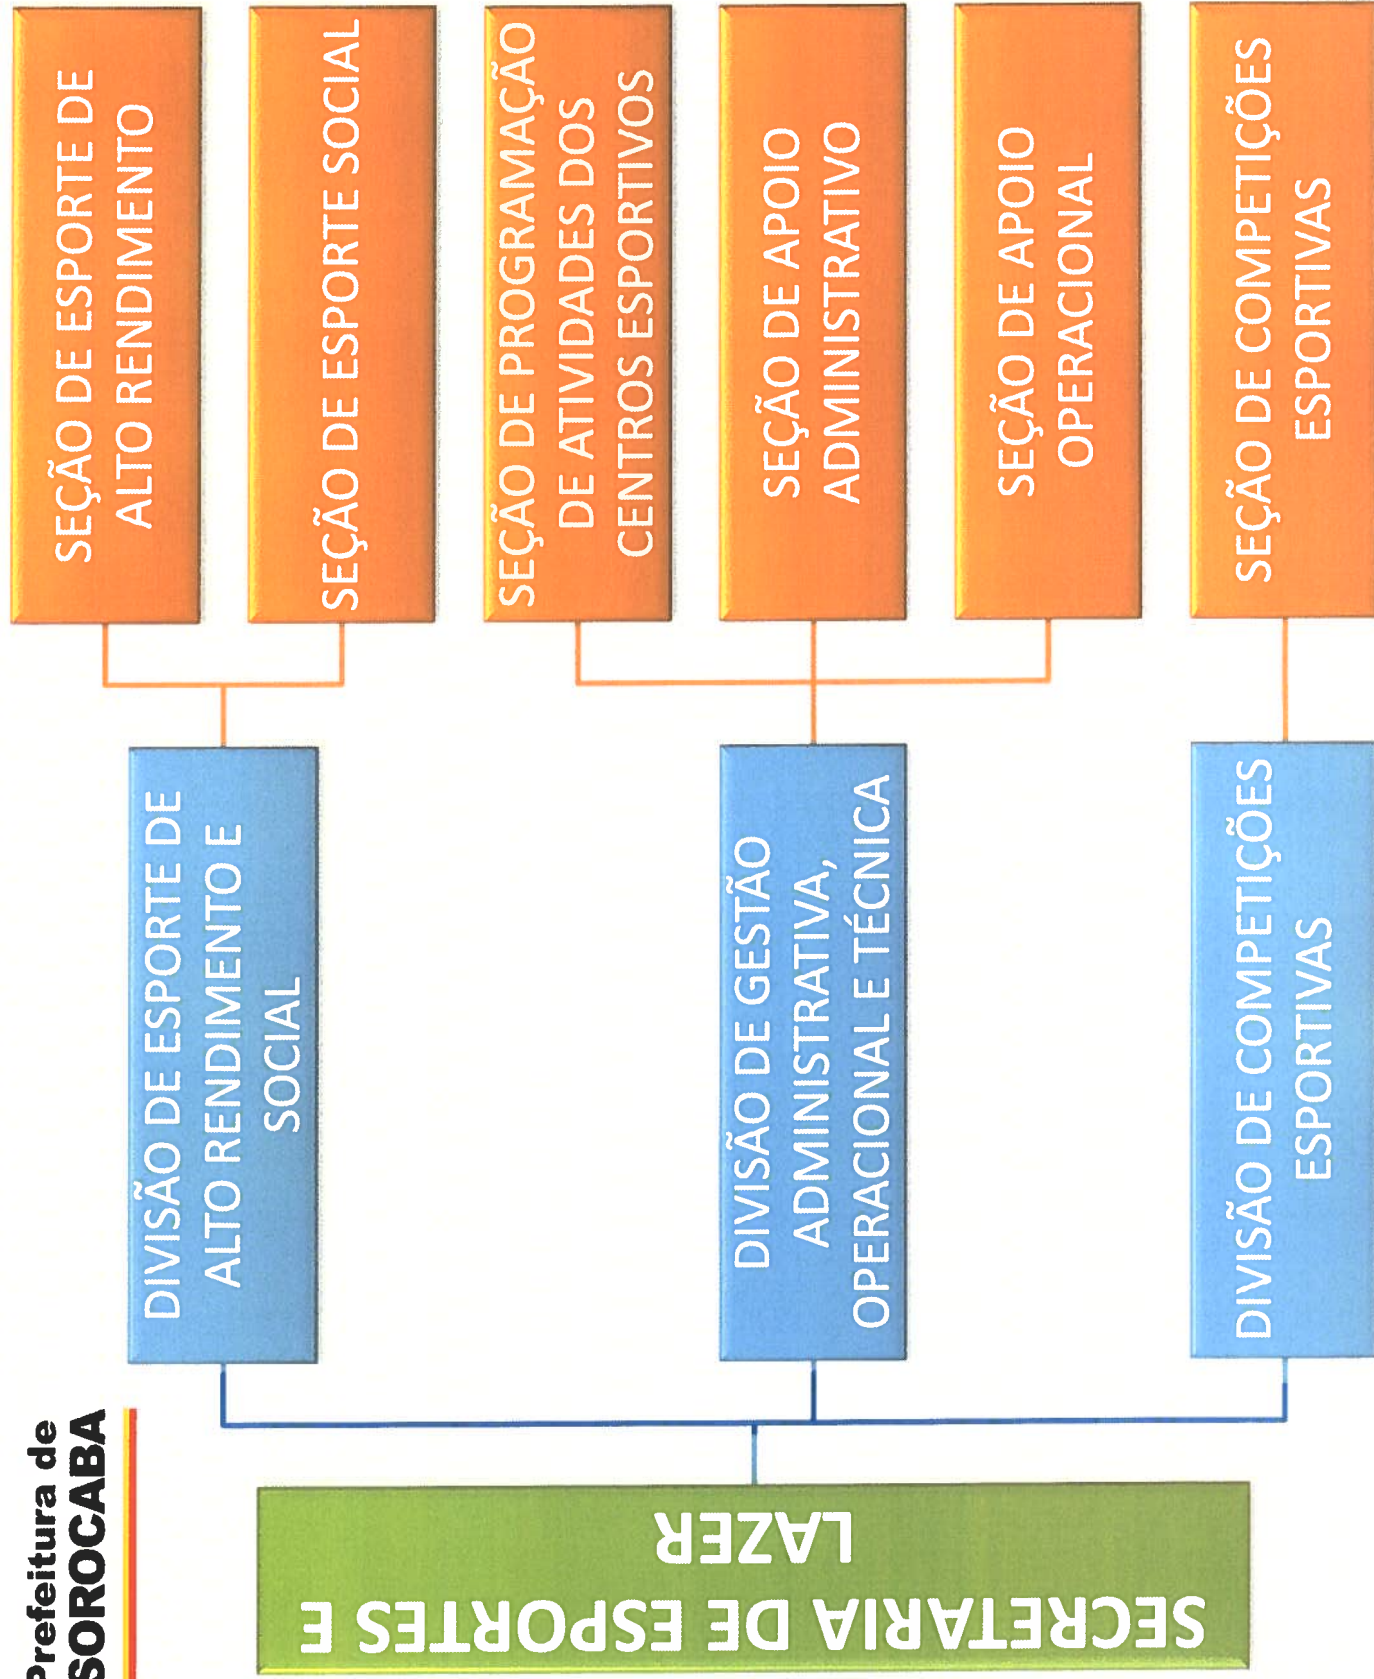 Prefeitura de
SOROCABA
SECRETARIA DE ESPORTES E
LAZER
DIVISÃO DE ESPORTE DE
ALTO RENDIMENTO E
SOCIAL
SEÇÃO DE ESPORTE DE
ALTO RENDIMENTO
SEÇÃO DE ESPORTE SOCIAL
DIVISÃO DE GESTÃO
ADMINISTRATIVA,
OPERACIONAL E TÉCNICA
SEÇÃO DE PROGRAMAÇÃO
DE ATIVIDADES DOS
CENTROS ESPORTIVOS
SEÇÃO DE APOIO
ADMINISTRATIVO
SEÇÃO DE APOIO
OPERACIONAL
DIVISÃO DE COMPETIÇÕES
ESPORTIVAS
SEÇÃO DE COMPETIÇÕES
ESPORTIVAS